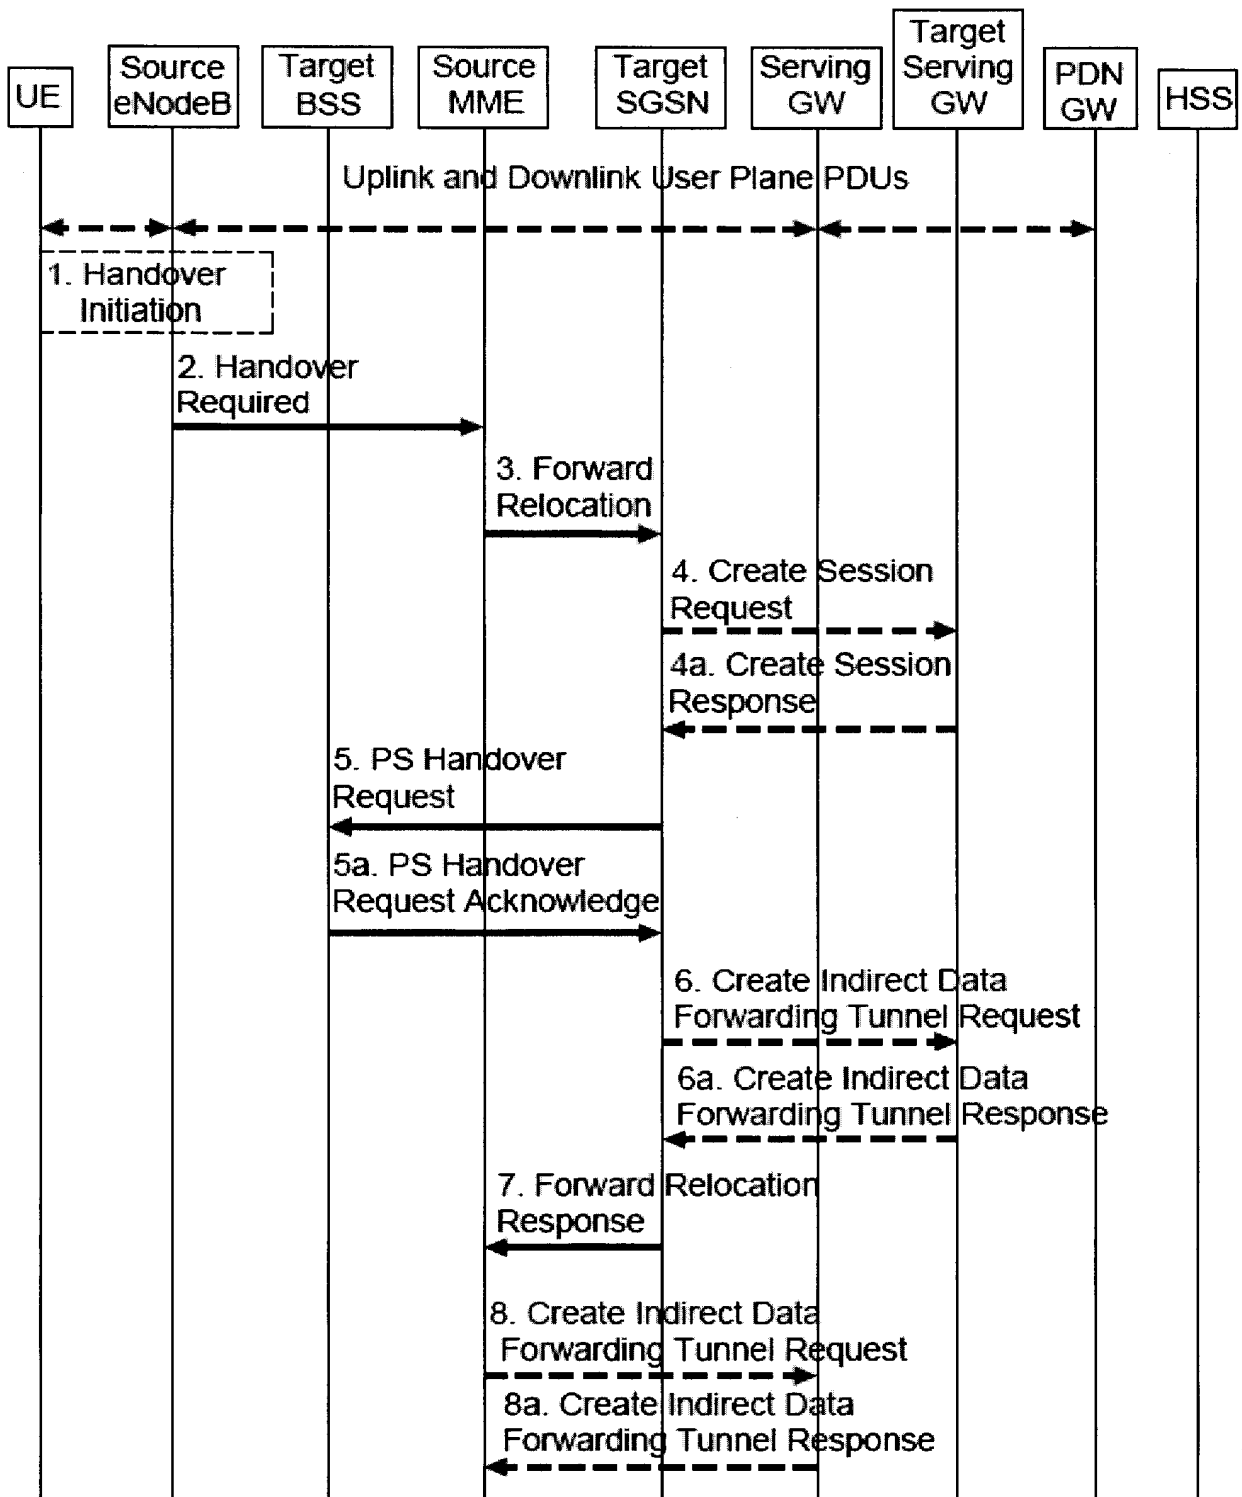 UE
Source
eNodeB
Target
BSS
Source
MME
Target
SGSN
Serving
GW
Target
Serving
GW
PDN
GW
HSS
Uplink and Downlink User Plane PDUs
1. Handover
Initiation
2. Handover
Required
3. Forward
Relocation
4. Create Session
Request
4a. Create Session
Response
5. PS Handover
Request
5a. PS Handover
Request Acknowledge
6. Create Indirect Data
Forwarding Tunnel Request
6a. Create Indirect Data
Forwarding Tunnel Response
7. Forward Relocation
Response
8. Create Indirect Data
Forwarding Tunnel Request
8a. Create Indirect Data
Forwarding Tunnel Response